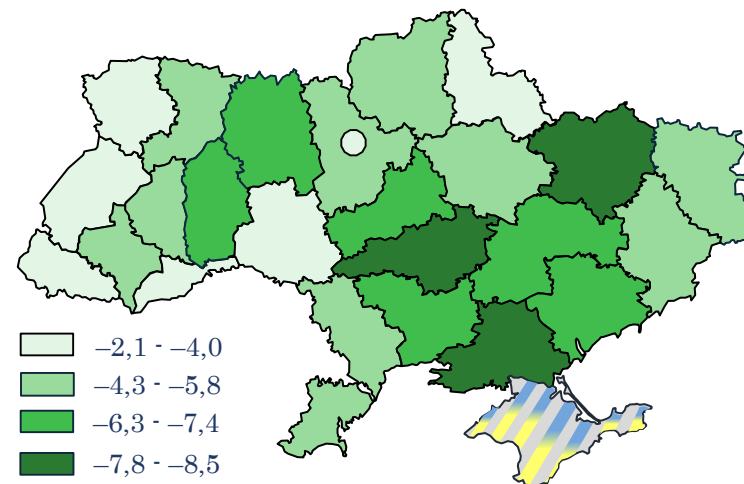 –2,1 - –4,0
–4,3 - –5,8
–6,3 - –7,4
–7,8 - –8,5